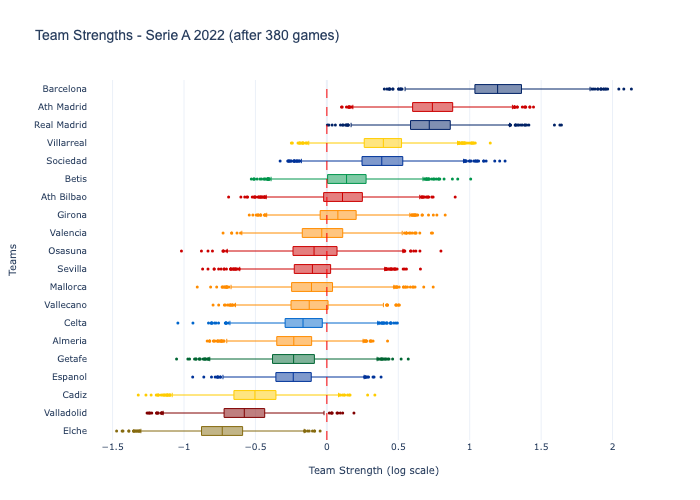 Team Strengths - Serie A 2022 (after 380 games)
Barcelona
Ath Madrid
Real Madrid
Villarreal
Sociedad
Betis
Ath Bilbao
Girona
Valencia
Osasuna
Sevilla
Mallorca
Vallecano
Celta
Almeria
Getafe
Espanol
Cadiz
Valladolid
Elche
Teams
−1.5 −1 −0.5 0 0.5 1 1.5 2
Team Strength (log scale)